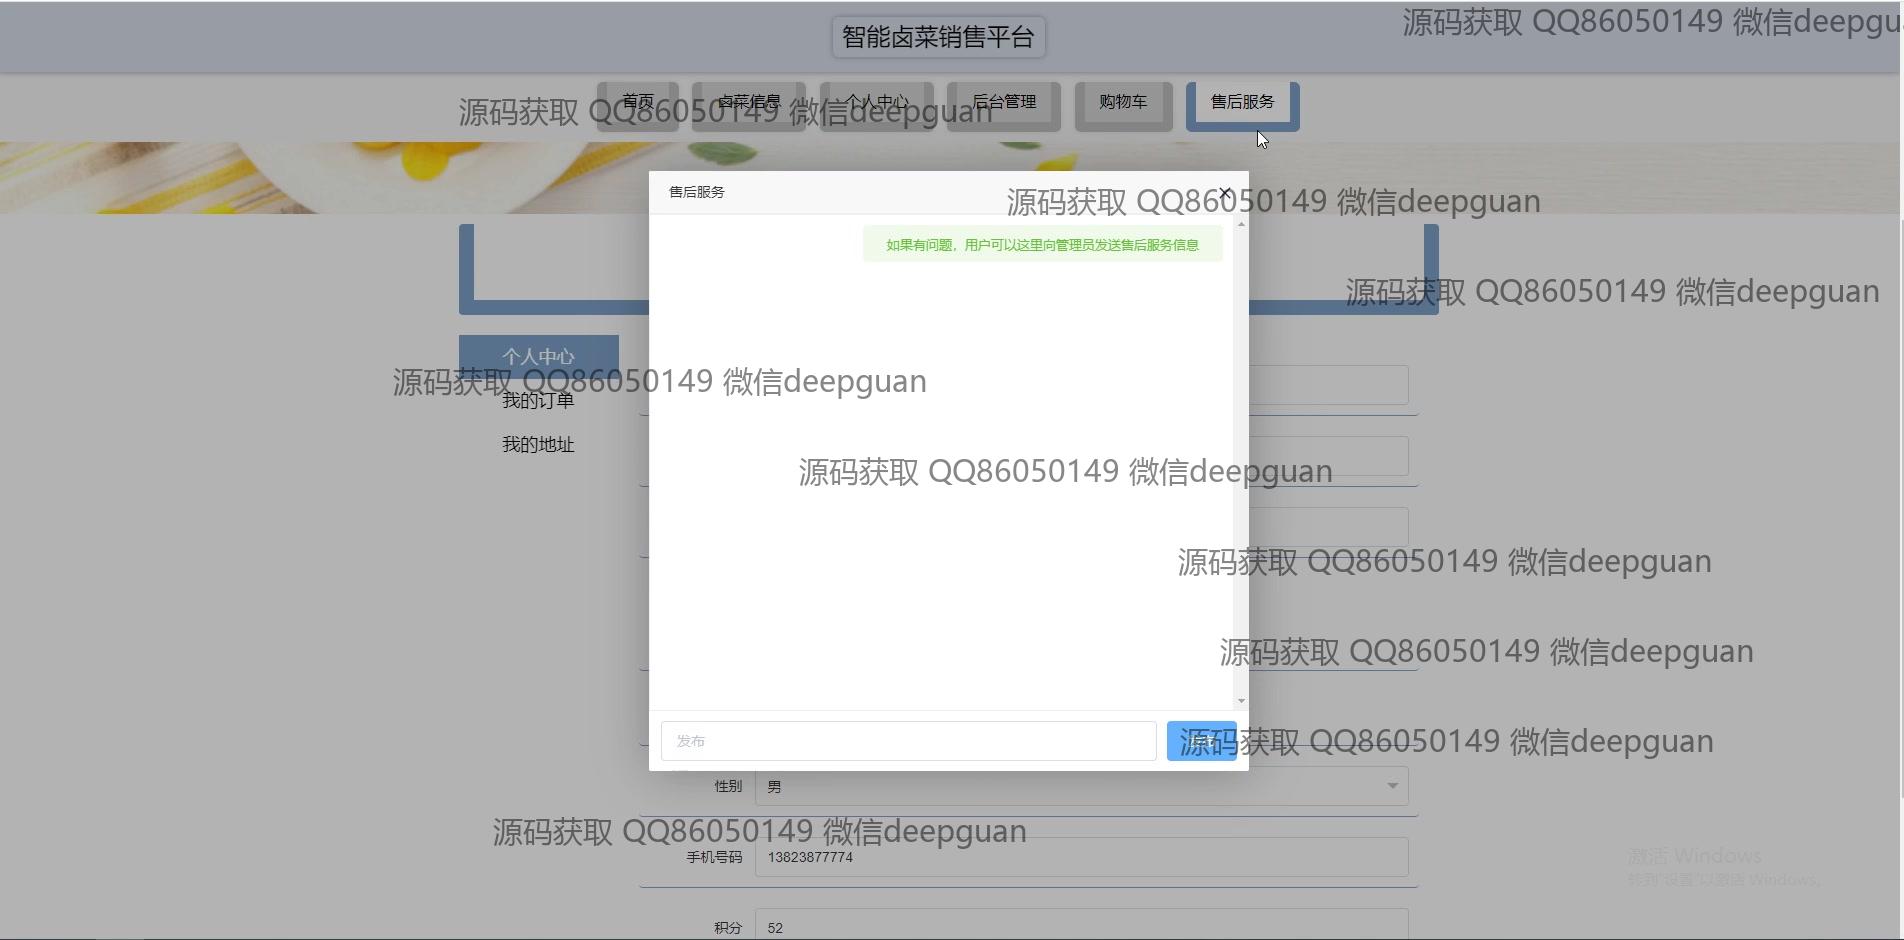 智能卤菜销售平台
源码获取 QQ86050149 微信deepgu
首页
卤菜信息
个人中心
后台管理
购物车
售后服务
源码获取 QQ86050149 微信deepguan
售后服务
源码获取 QQ86050149 微信deepguan
如果有问题，用户可以这里向管理员发送售后服务信息
源码获取 QQ86050149 微信deepguan
个人中心
源码获取 QQ86050149 微信deepguan
我的订单
我的地址
源码获取 QQ86050149 微信deepguan
源码获取 QQ86050149 微信deepguan
源码获取 QQ86050149 微信deepguan
发布
源码获取 QQ86050149 微信deepguan
性别
男
源码获取 QQ86050149 微信deepguan
手机号码
13823877774
激活 Windows
转到"设置"以激活 Windows。
积分
52